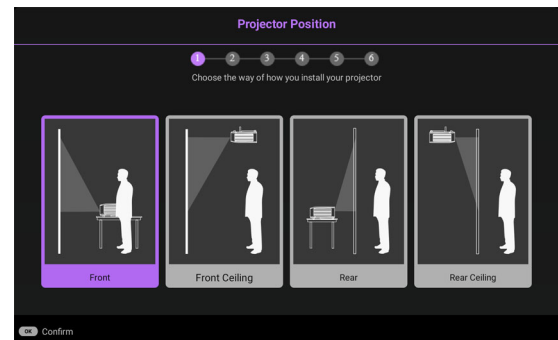 Projector Position
1 2 3 4 5 6
Choose the way of how you install your projector
Front
Front Ceiling
Rear
Rear Ceiling
OK Confirm